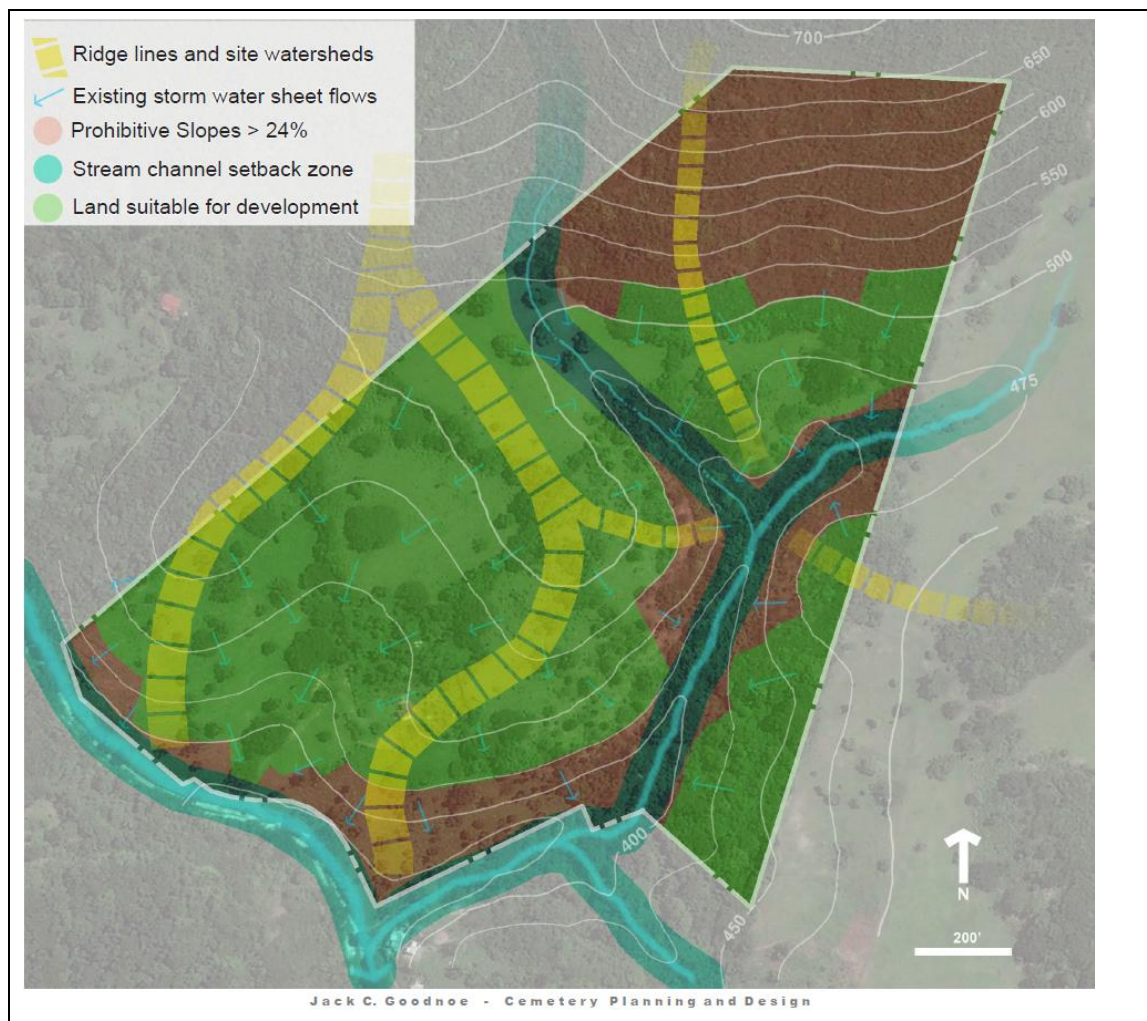 Ridge lines and site watersheds
Existing storm water sheet flows
Prohibitive Slopes > 24%
Stream channel setback zone
Land suitable for development
700
650
600
550
500
475
400
450
N
200'
Jack C. Goodnoe - Cemetery Planning and Design